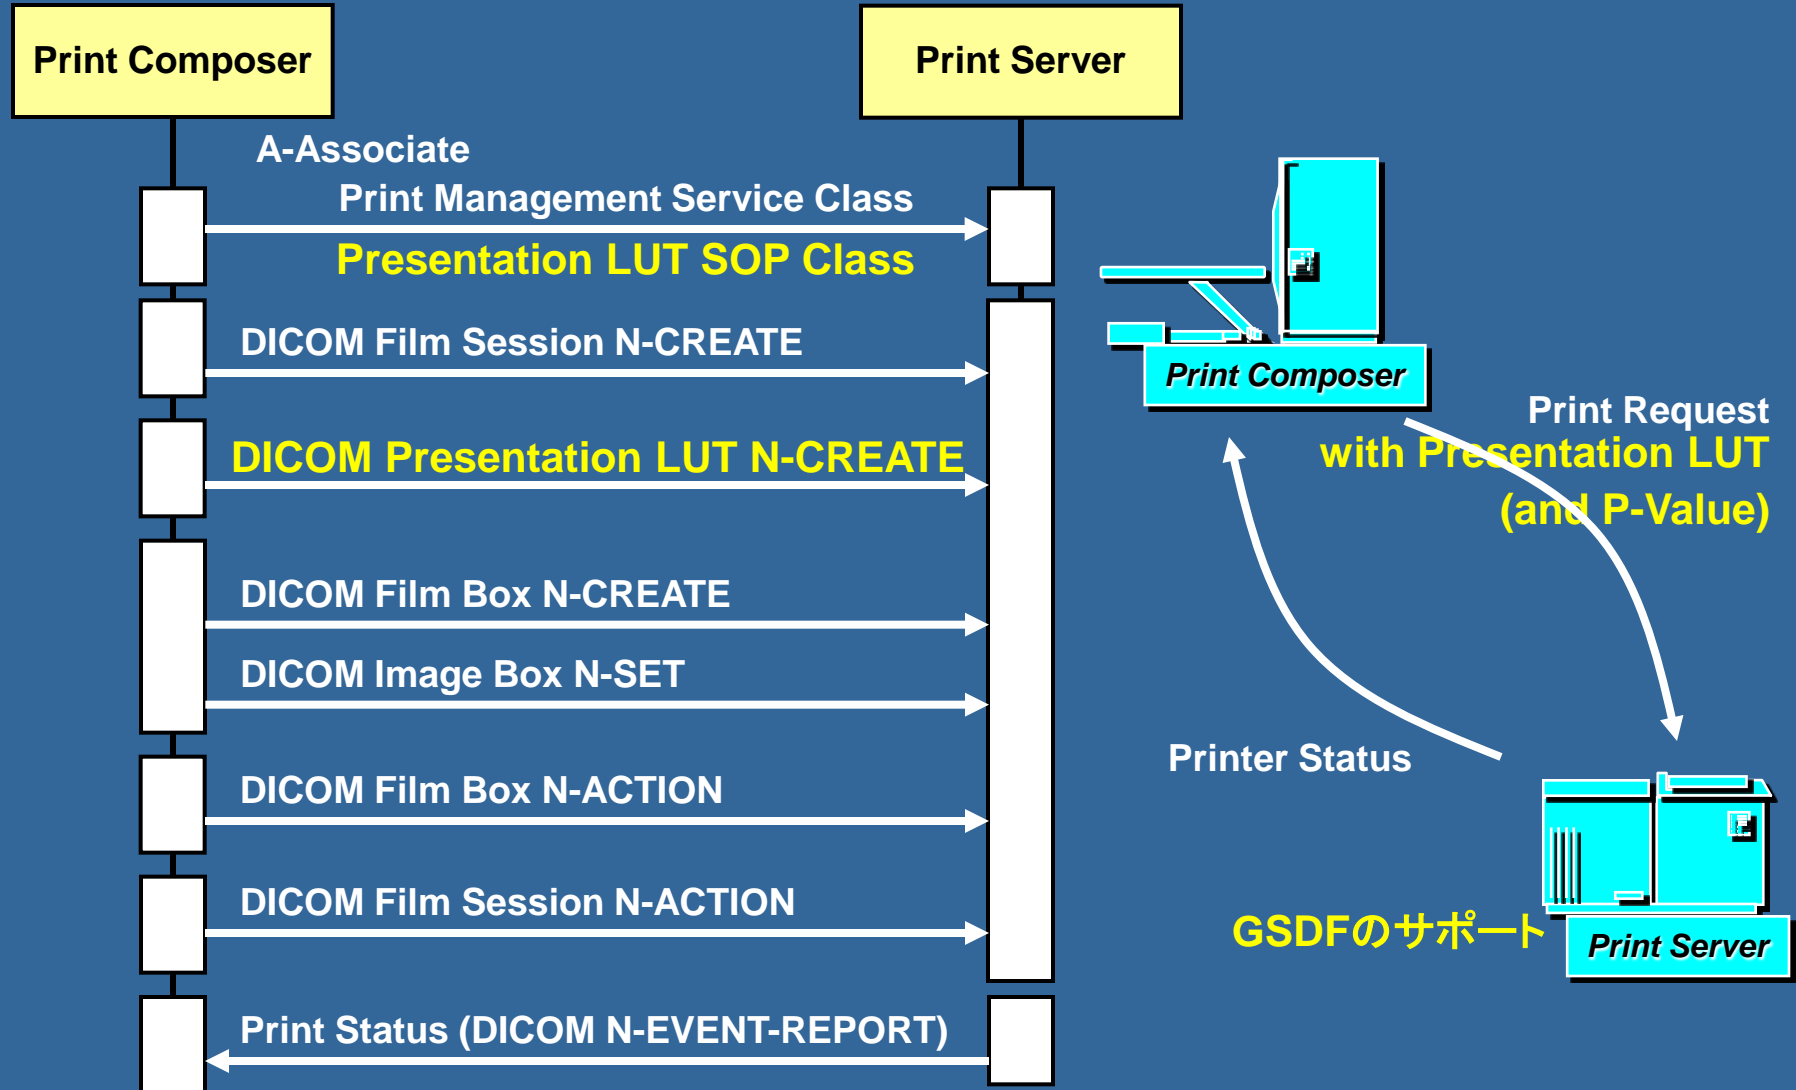 Print Composer
Print Server
A-Associate
Print Management Service Class
Presentation LUT SOP Class
DICOM Film Session N-CREATE
DICOM Presentation LUT N-CREATE
DICOM Film Box N-CREATE
DICOM Image Box N-SET
DICOM Film Box N-ACTION
DICOM Film Session N-ACTION
Print Status (DICOM N-EVENT-REPORT)
Print Composer
Print Request
with Presentation LUT
(and P-Value)
Printer Status
GSDFのサポート
Print Server